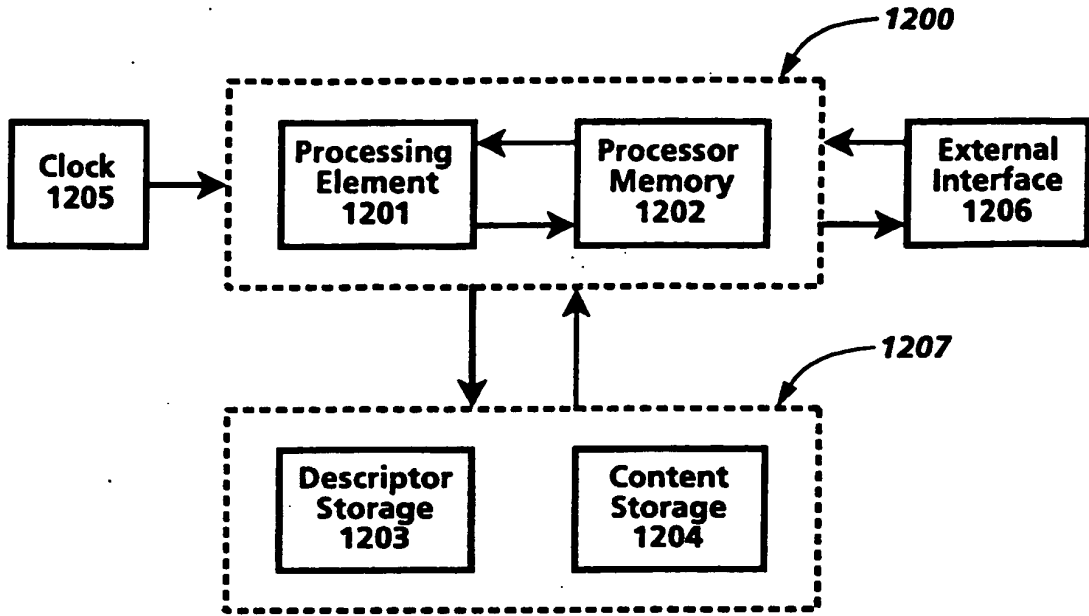 1200
Clock
1205
Processing
Element
1201
Processor
Memory
1202
External
Interface
1206
1207
Descriptor
Storage
1203
Content
Storage
1204